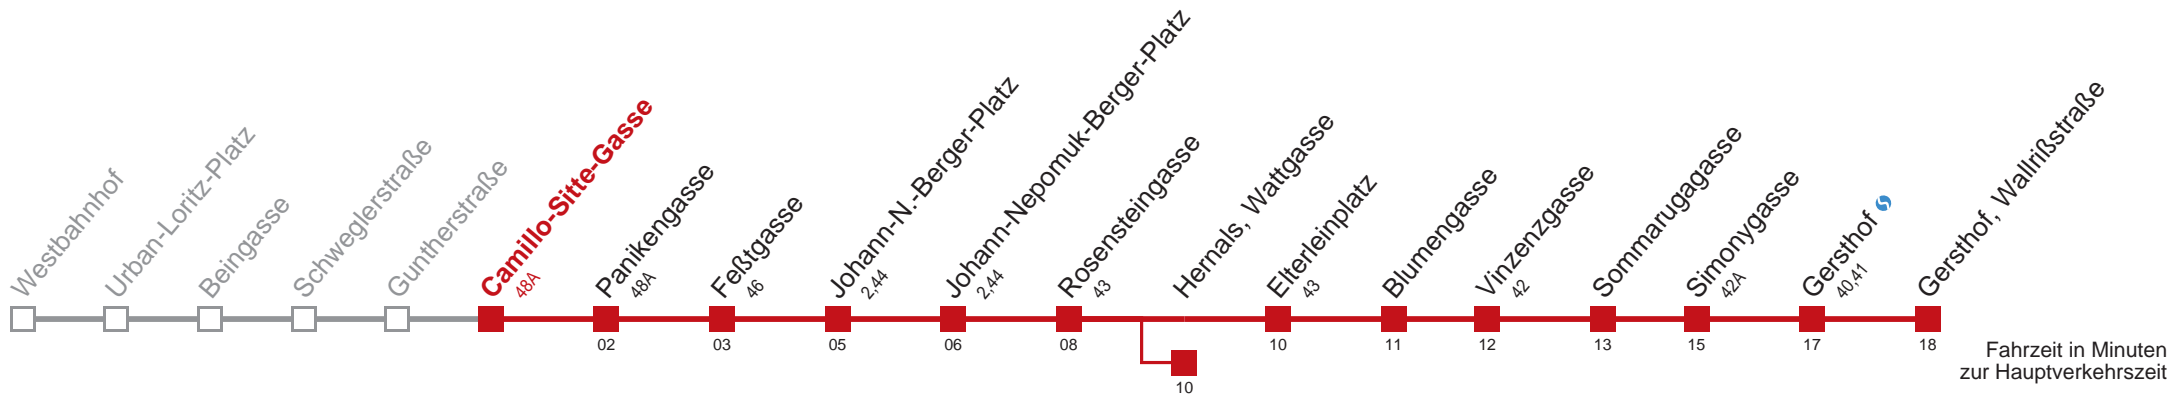 Westbahnhof
Urban-Loritz-Platz
Beingasse
Schweglerstraße
Guntherstraße
Camillo-Sitte-Gasse
48A
Panikengasse
48A
Feßtgasse
46
Johann-N.-Berger-Platz
2,44
Johann-Nepomuk-Berger-Platz
2,44
Rosensteingasse
43
Hernals, Wattgasse
Elterleinplatz
43
Blumengasse
Vinzenzgasse
42
Sommarugagasse
Simonygasse
42A
Gersthof
40,41
Gersthof, Wallrißstraße
02
03
05
06
08
10
11
12
13
15
17
18
10
Fahrzeit in Minuten
zur Hauptverkehrszeit